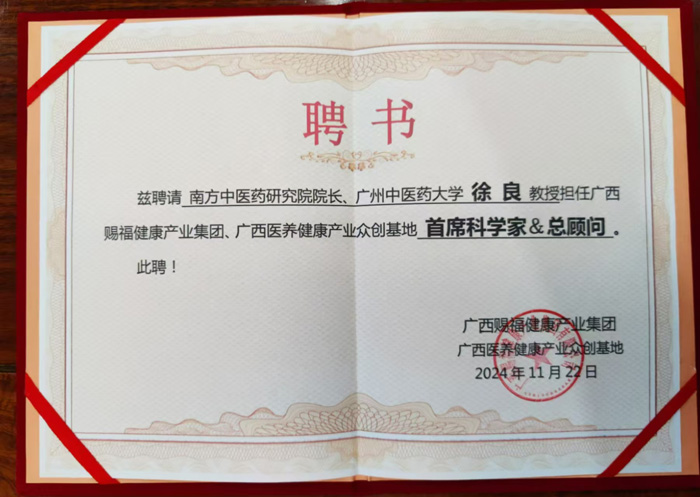 聘书
兹聘请 南方中医药研究院院长、广州中医药大学 徐良 教授担任广西
赐福健康产业集团、广西医养健康产业众创基地 首席科学家&总顾问 。
此聘！
广西赐福健康产业集团
广西医养健康产业众创基地
2024年11月22日